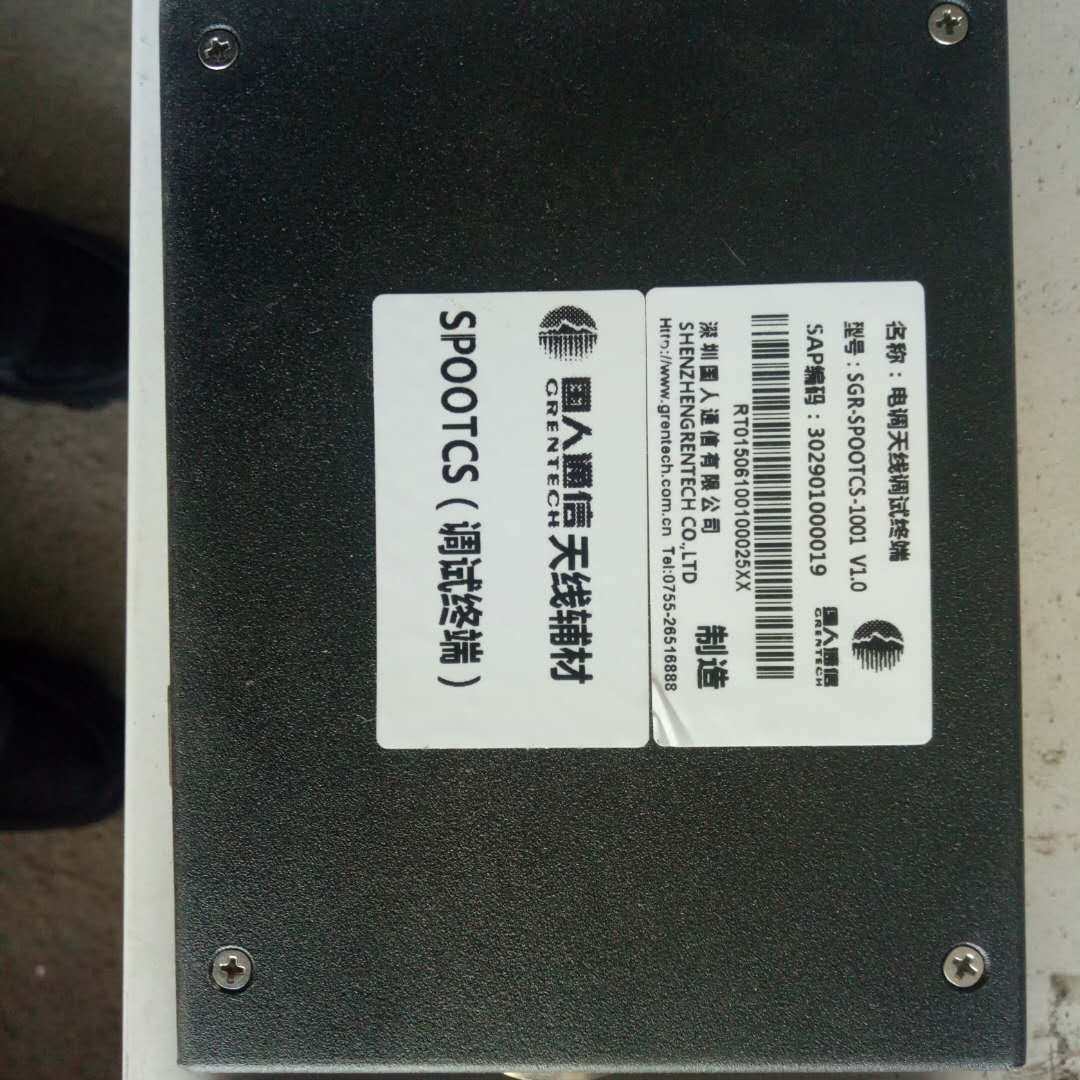 名称：电调天线调试终端
型号：SGR-SPOOTCS-1001 V1.0
SAP编码：302901000019
国人通信
GRENTECH
RT01506100100025XX
深圳国人通信有限公司
SHENZHENGRENTECH CO.,LTD
制造
Http://www.grentech.com.cn Tel:0755-26516888
国人通信 天线辅材
GRENTECH
SPOOTCS（调试终端）